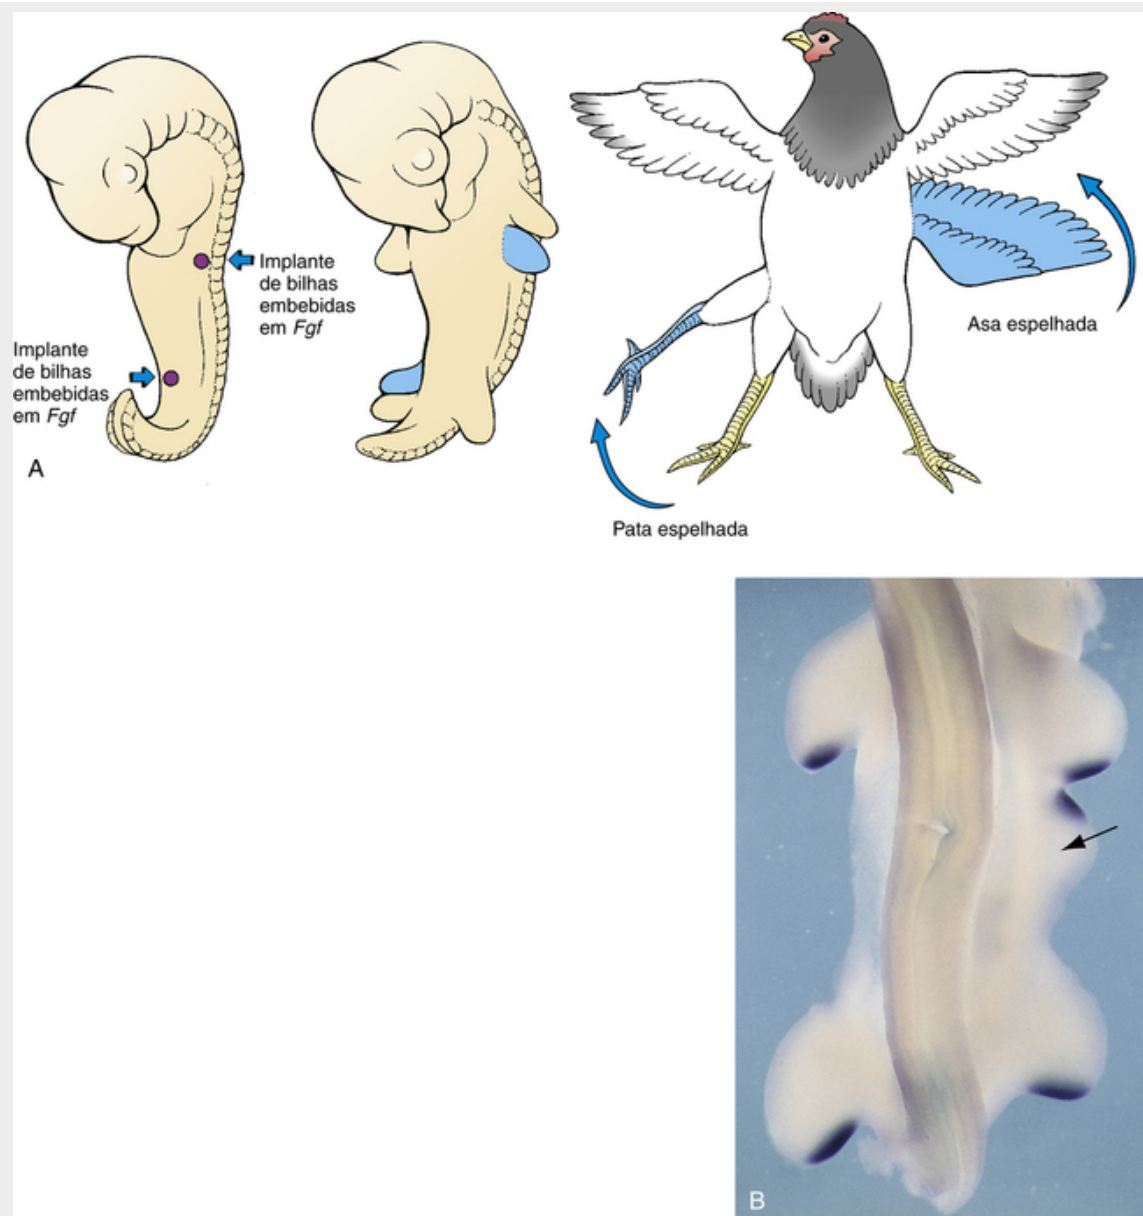 Implante
de bilhas
embebidas
em Fgf
Implante
de bilhas
embebidas
em Fgf
A
Asa espelhada
Pata espelhada
B